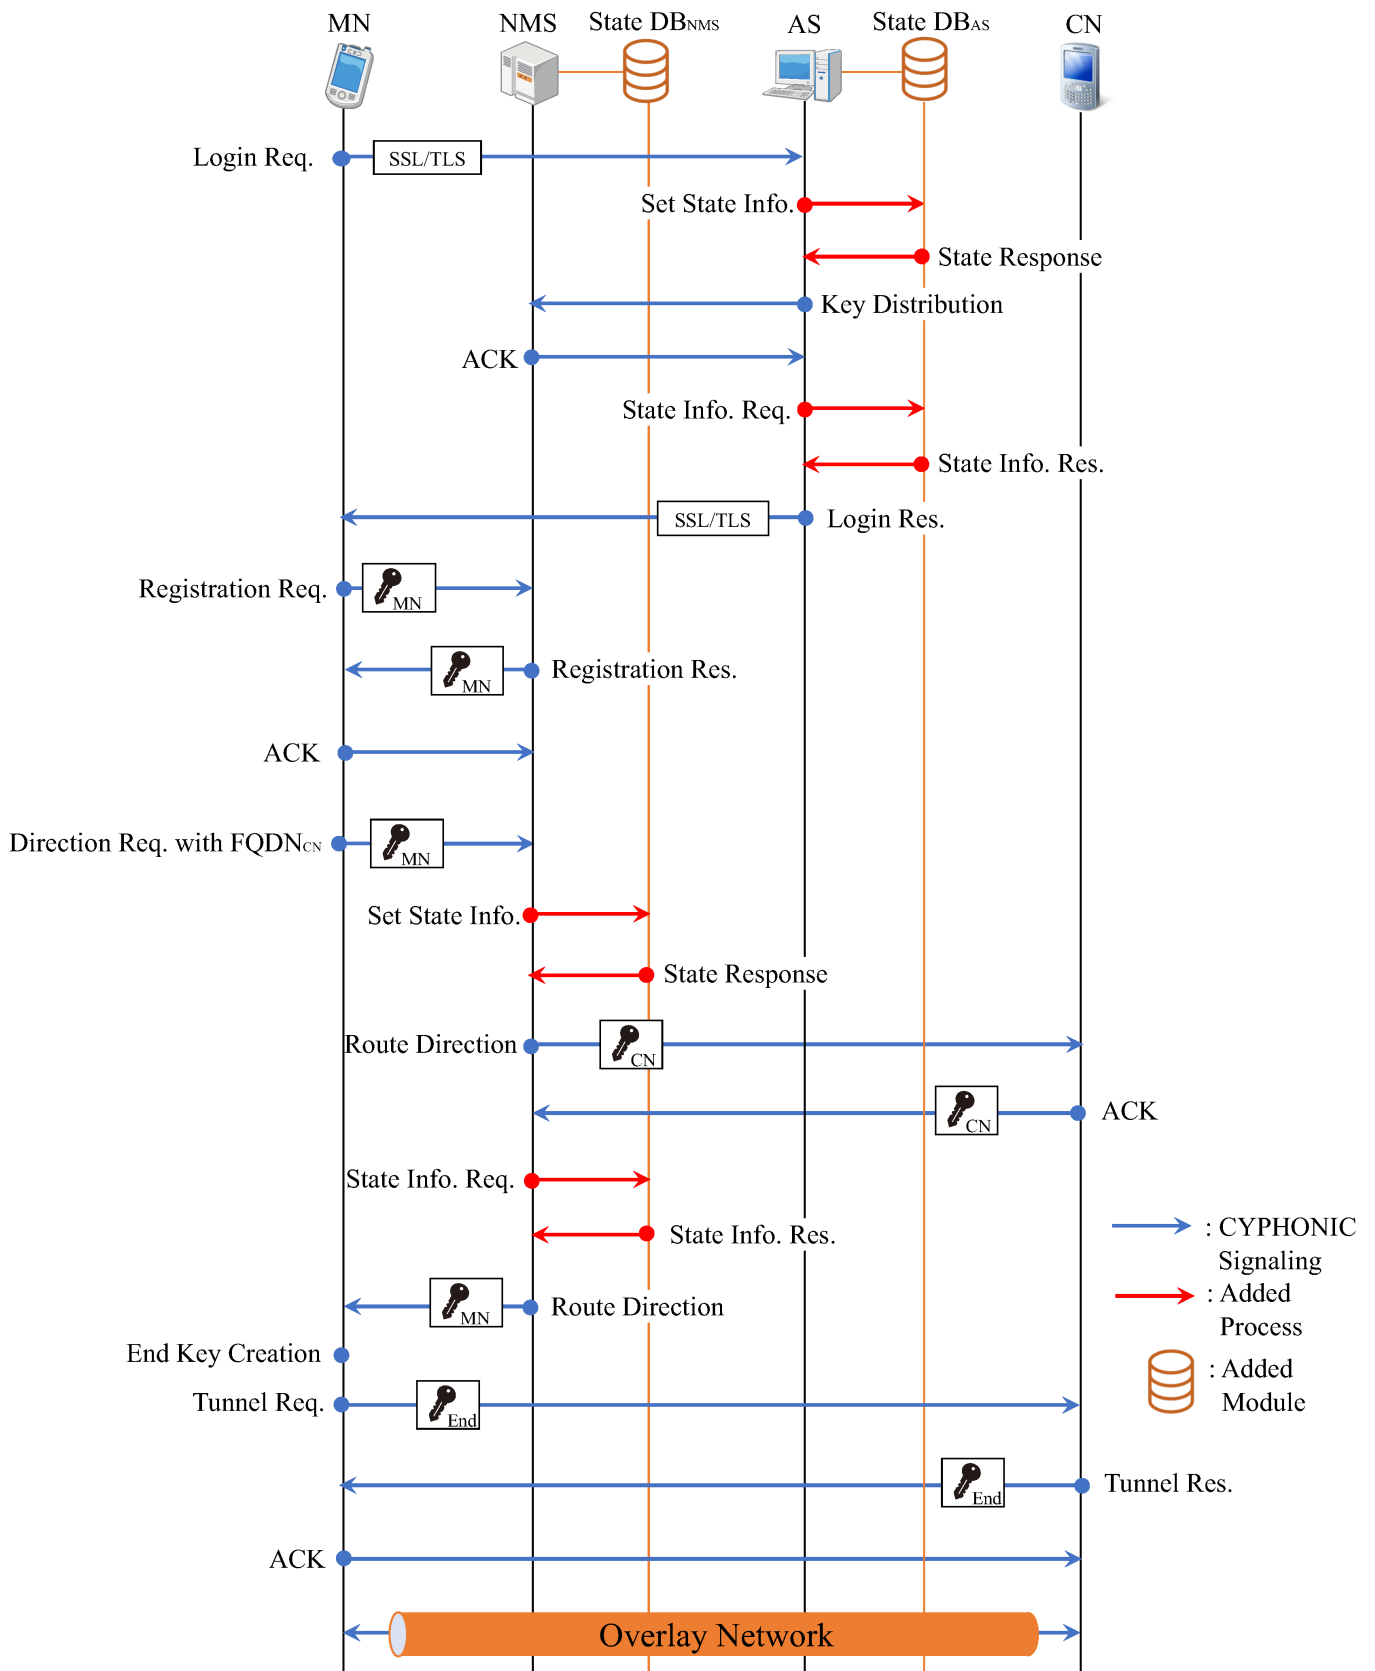 MN
NMS
State DBNMS
AS
State DBAS
CN
Login Req.
SSL/TLS
Set State Info.
State Response
Key Distribution
ACK
State Info. Req.
State Info. Res.
SSL/TLS
Login Res.
Registration Req.
MN
MN
Registration Res.
ACK
Direction Req. with FQDNCN
MN
Set State Info.
State Response
Route Direction
CN
CN
ACK
State Info. Req.
State Info. Res.
: CYPHONIC
Signaling
: Added
Process
: Added
Module
MN
Route Direction
End Key Creation
Tunnel Req.
End
End
Tunnel Res.
ACK
Overlay Network